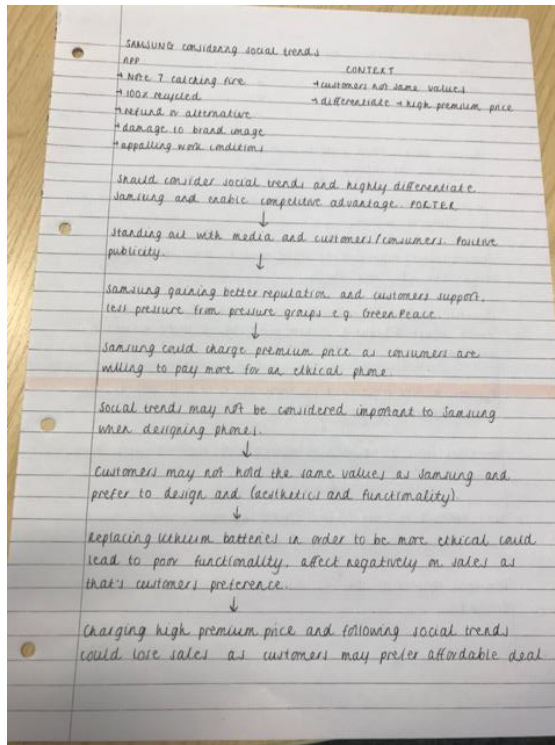 SAMSUNG considering social trends
APP
CONTEXT
→ Note 7 catching fire
→ customers not same values
→ 100% recycled
→ differentiate → high premium price
→ refund or alternative
→ damage to brand image
→ appalling work conditions
Should consider social trends and highly differentiate
Samsung and enable competitive advantage. PORTER
↓
Standing out with media and customers/consumers. Positive
publicity.
↓
Samsung gaining better reputation and customers support.
less pressure from pressure groups e.g. GreenPeace.
↓
Samsung could charge premium price as consumers are
willing to pay more for an ethical phone.
Social trends may not be considered important to Samsung
when designing phones.
↓
Customers may not hold the same values as Samsung and
prefer to design and (aesthetics and functionality)
↓
Replacing lithium batteries in order to be more ethical could
lead to poor functionality. affect negatively on sales as
that's customers preference.
↓
Charging high premium price and following social trends
could lose sales as customers may prefer affordable deal